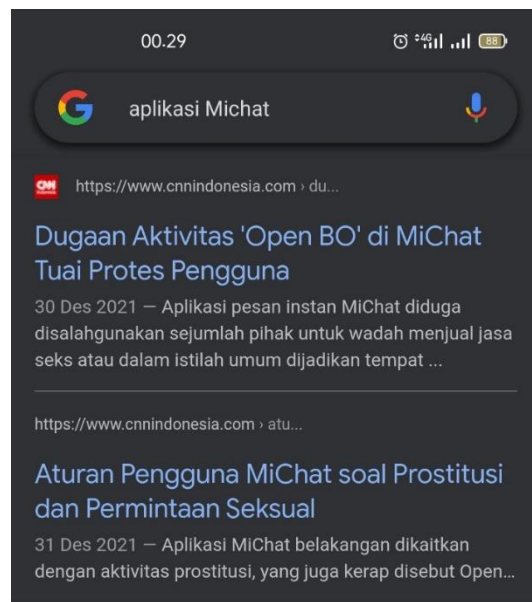 00.29
4G
88
aplikasi Michat
CNN
https://www.cnnindonesia.com › du...
Dugaan Aktivitas 'Open BO' di MiChat
Tuai Protes Pengguna
30 Des 2021 — Aplikasi pesan instan MiChat diduga
disalahgunakan sejumlah pihak untuk wadah menjual jasa
seks atau dalam istilah umum dijadikan tempat ...
https://www.cnnindonesia.com › atu...
Aturan Pengguna MiChat soal Prostitusi
dan Permintaan Seksual
31 Des 2021 — Aplikasi MiChat belakangan dikaitkan
dengan aktivitas prostitusi, yang juga kerap disebut Open...